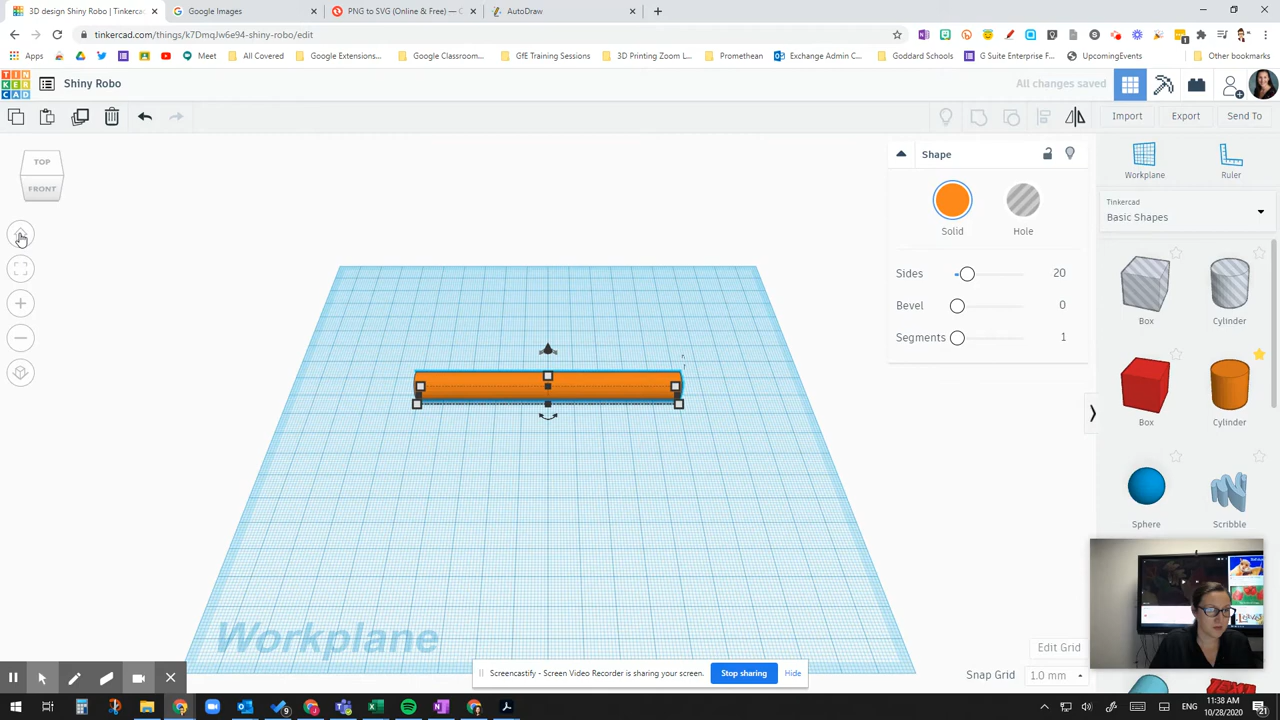 3D design Shiny Robo | Tinkercad
Google Images
PNG to SVG (Online & Free) — C
AutoDraw
tinkercad.com/things/k7DmqJw6e94-shiny-robo/edit
Apps
Meet
All Covered
Google Extensions...
Google Classroom...
GfE Training Sessions
3D Printing Zoom L...
Promethean
Exchange Admin C...
Goddard Schools
G Suite Enterprise F...
UpcomingEvents
Other bookmarks
TIN
KER
CAD
Shiny Robo
All changes saved
Import
Export
Send To
TOP
FRONT
Shape
Solid
Hole
Sides
20
Bevel
0
Segments
1
Workplane
Ruler
Tinkercad
Basic Shapes
Box
Cylinder
Box
Cylinder
Sphere
Scribble
Workplane
Edit Grid
Snap Grid
1.0 mm
Screencastify - Screen Video Recorder is sharing your screen.
Stop sharing
Hide
11:38 AM
10/28/2020
21